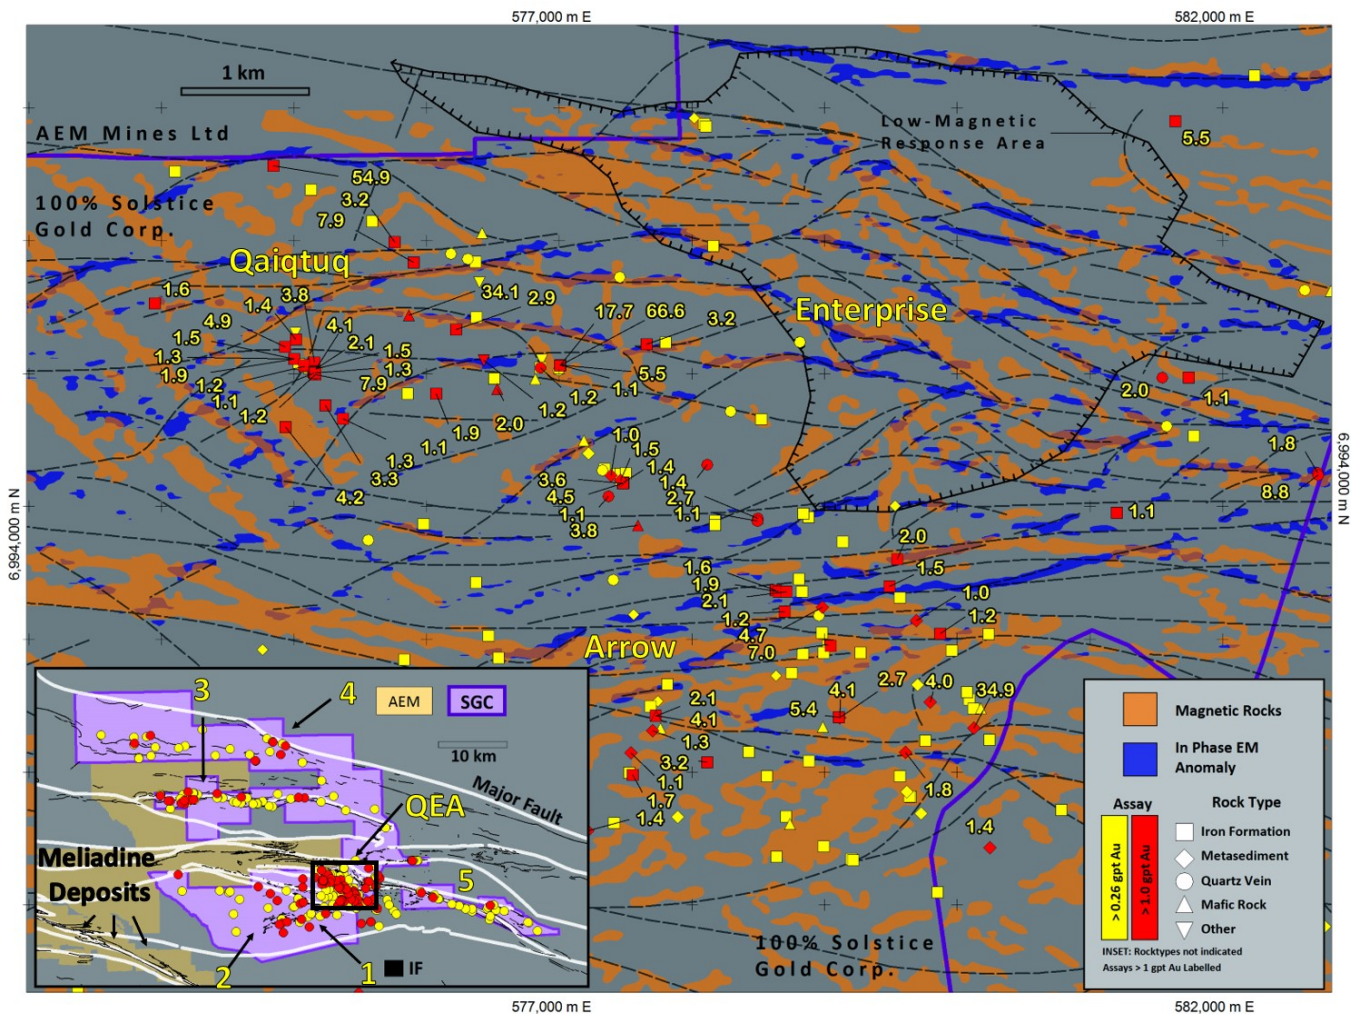 577,000 m E
582,000 m E
1 km
AEM Mines Ltd
Low-Magnetic
Response Area
5.5
54.9
3.2
7.9
100% Solstice
Gold Corp.
Qaiqtuq
1.6
1.4
3.8
34.1
2.9
17.7
66.6
3.2
Enterprise
4.9
4.1
1.5
2.1
1.3
1.5
1.9
1.3
1.2
7.9
1.1
1.2
5.5
1.1
1.2
1.2
2.0
1.9
1.1
1.3
3.3
4.2
2.0
1.1
1.8
8.8
1.1
1.0
1.5
3.6
1.4
4.5
1.4
1.1
2.7
3.8
1.1
6,994,000 m N
6,994,000 m N
2.0
1.6
1.5
1.9
2.1
1.0
1.2
1.2
4.7
7.0
Arrow
2.1
4.1
1.3
3.2
1.1
1.7
1.4
5.4
4.1
2.7
4.0
34.9
1.8
1.4
100% Solstice
Gold Corp.
3
4
AEM
SGC
10 km
Major Fault
QEA
Meliadine
Deposits
5
2
1
IF
Magnetic Rocks
In Phase EM
Anomaly
Assay
Rock Type
> 0.26 gpt Au
> 1.0 gpt Au
Iron Formation
Metasediment
Quartz Vein
Mafic Rock
Other
INSET: Rocktypes not indicated
Assays > 1 gpt Au Labelled
577,000 m E
582,000 m E